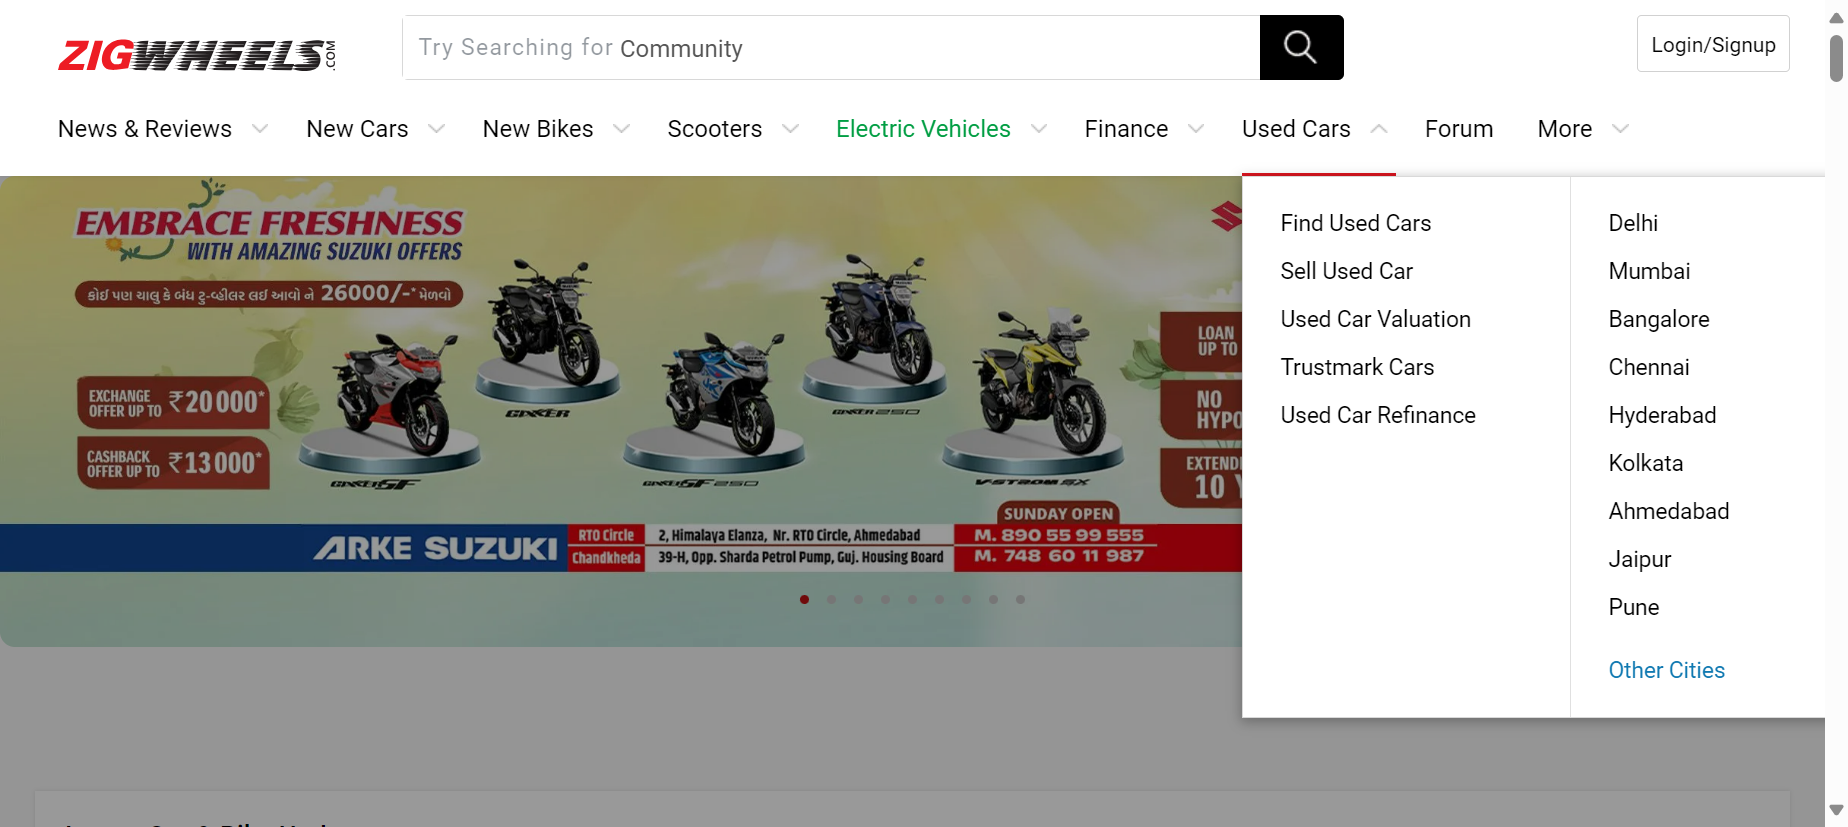 ZIGWHEELS.COM
Try Searching for Community
Login/Signup
News & Reviews
New Cars
New Bikes
Scooters
Electric Vehicles
Finance
Used Cars
Forum
More
EMBRACE FRESHNESS
WITH AMAZING SUZUKI OFFERS
કોઈ પણ ચાલુ કે બંધ ટુ-વ્હીલર લઈ આવો ને 26000/-* મેળવો
EXCHANGE
OFFER UP TO ₹20000*
CASHBACK
OFFER UP TO ₹13000*
GIXXER
GIXXER SF
GIXXER SF 250
GIXXER 250
V-STROM SX
LOAN
UP TO
NO
EXTEND
10
SUNDAY OPEN
ARKE SUZUKI
RTO Circle
2, Himalaya Elanza, Nr. RTO Circle, Ahmedabad
M. 890 55 99 555
Chandkheda
39-H, Opp. Sharda Petrol Pump, Guj. Housing Board
M. 748 60 11 987
Find Used Cars
Sell Used Car
Used Car Valuation
Trustmark Cars
Used Car Refinance
Delhi
Mumbai
Bangalore
Chennai
Hyderabad
Kolkata
Ahmedabad
Jaipur
Pune
Other Cities